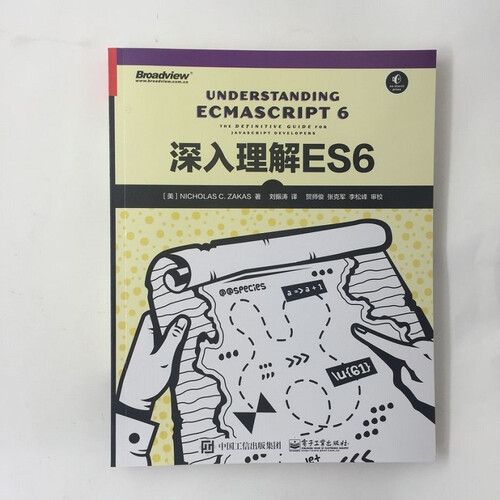 Broadview®
www.broadview.com.cn
UNDERSTANDING
ECMASCRIPT 6
THE DEFINITIVE GUIDE FOR
JAVASCRIPT DEVELOPERS
深入理解ES6
[美] NICHOLAS C. ZAKAS 著 刘振涛 译 贺师俊 张克军 李松峰 审校
@@species
a => a + 1
>>>
\u{61}
<<<
中国工信出版集团
电子工业出版社